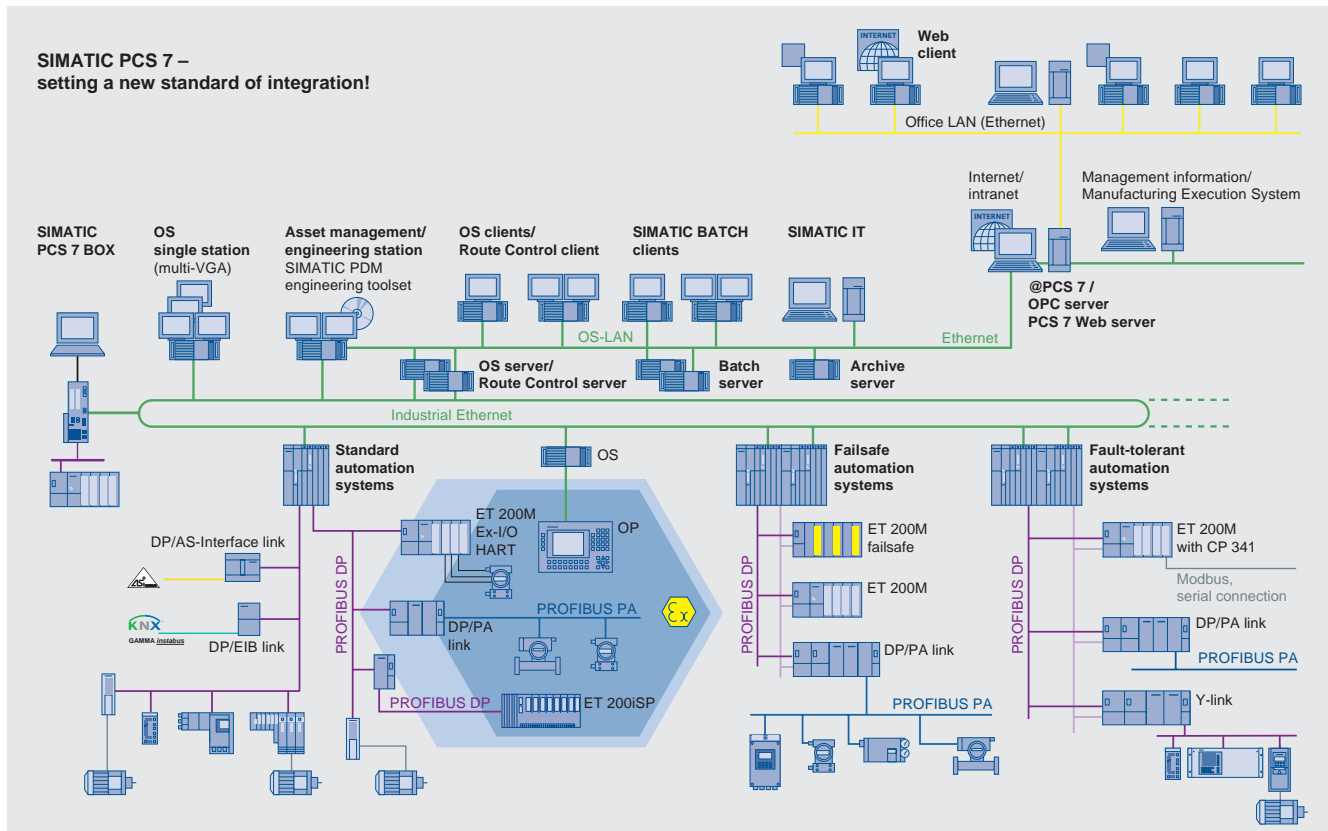 SIMATIC PCS 7 –
setting a new standard of integration!
INTERNET
Web
client
Office LAN (Ethernet)
Internet/
intranet
INTERNET
Management information/
Manufacturing Execution System
@PCS 7 /
OPC server
PCS 7 Web server
SIMATIC
PCS 7 BOX
OS
single station
(multi-VGA)
Asset management/
engineering station
SIMATIC PDM
engineering toolset
OS clients/
Route Control client
SIMATIC BATCH
clients
SIMATIC IT
OS-LAN
Ethernet
OS server/
Route Control server
Batch
server
Archive
server
Industrial Ethernet
Standard
automation
systems
OS
Failsafe
automation
systems
Fault-tolerant
automation
systems
ET 200M
Ex-I/O
HART
OP
DP/AS-Interface link
KNX
GAMMA instabus
DP/EIB link
PROFIBUS DP
DP/PA
link
PROFIBUS PA
Ex
PROFIBUS DP
ET 200iSP
PROFIBUS DP
ET 200M
failsafe
ET 200M
DP/PA link
PROFIBUS PA
PROFIBUS DP
ET 200M
with CP 341
Modbus,
serial connection
DP/PA link
PROFIBUS PA
Y-link